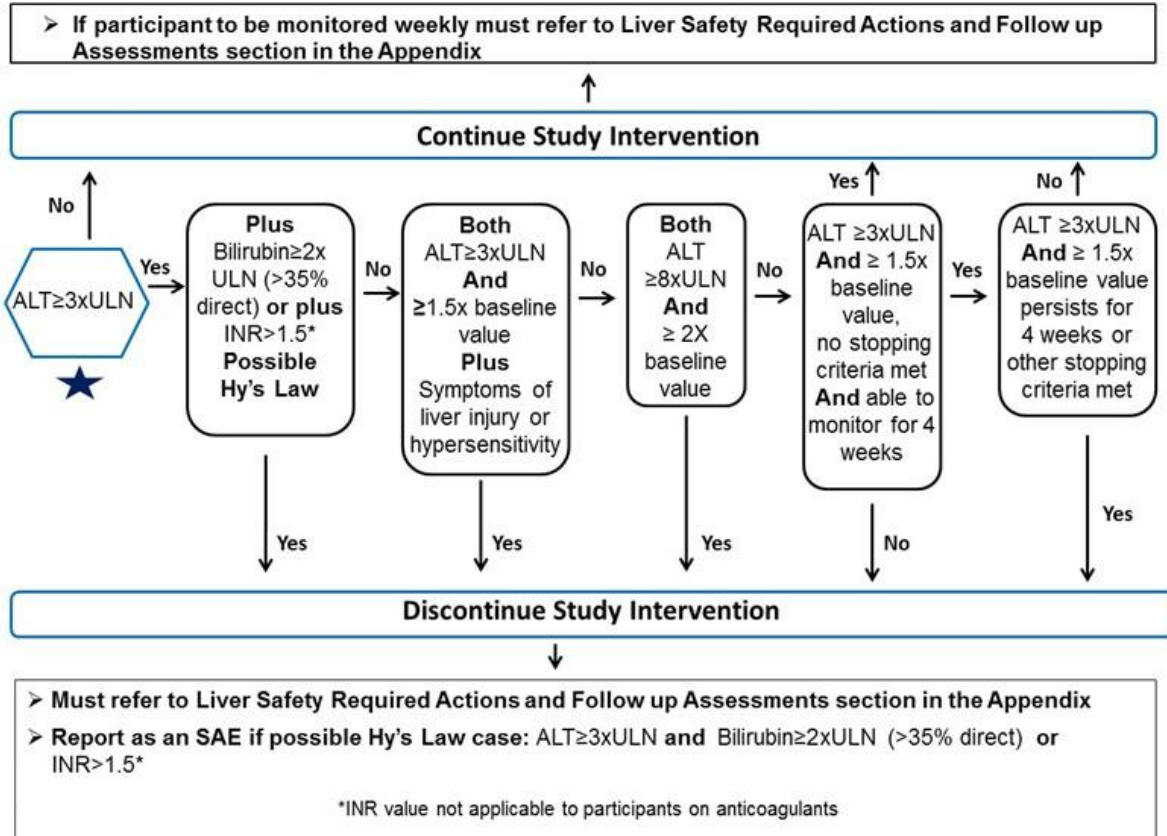 ➢ If participant to be monitored weekly must refer to Liver Safety Required Actions and Follow up
Assessments section in the Appendix
Continue Study Intervention
No
Yes
No
ALT≥3xULN
Yes
Plus
Bilirubin≥2x
ULN (>35%
direct) or plus
INR>1.5*
Possible
Hy's Law
No
Both
ALT≥3xULN
And
≥1.5x baseline
value
Plus
Symptoms of
liver injury or
hypersensitivity
No
Both
ALT
≥8xULN
And
≥ 2X
baseline
value
No
ALT ≥3xULN
And ≥ 1.5x
baseline
value,
no stopping
criteria met
And able to
monitor for 4
weeks
Yes
ALT ≥3xULN
And ≥ 1.5x
baseline value
persists for
4 weeks or
other stopping
criteria met
Yes
Yes
Yes
No
Yes
Discontinue Study Intervention
➢ Must refer to Liver Safety Required Actions and Follow up Assessments section in the Appendix
➢ Report as an SAE if possible Hy's Law case: ALT≥3xULN and Bilirubin≥2xULN (>35% direct) or
INR>1.5*
*INR value not applicable to participants on anticoagulants